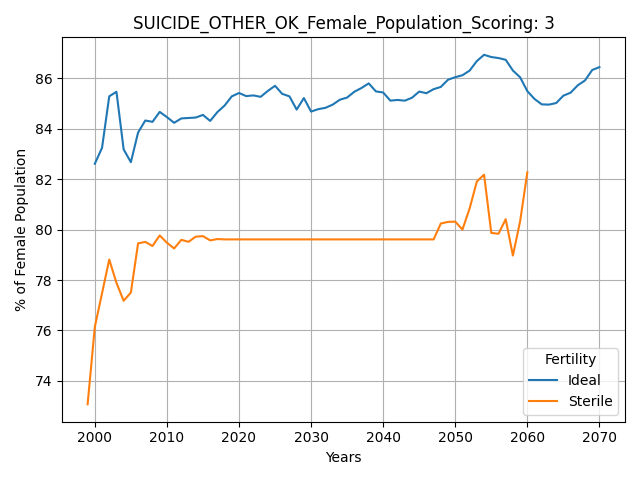 SUICIDE_OTHER_OK_Female_Population_Scoring: 3
% of Female Population
86
84
82
80
78
76
74
Fertility
Ideal
Sterile
2000 2010 2020 2030 2040 2050 2060 2070
Years